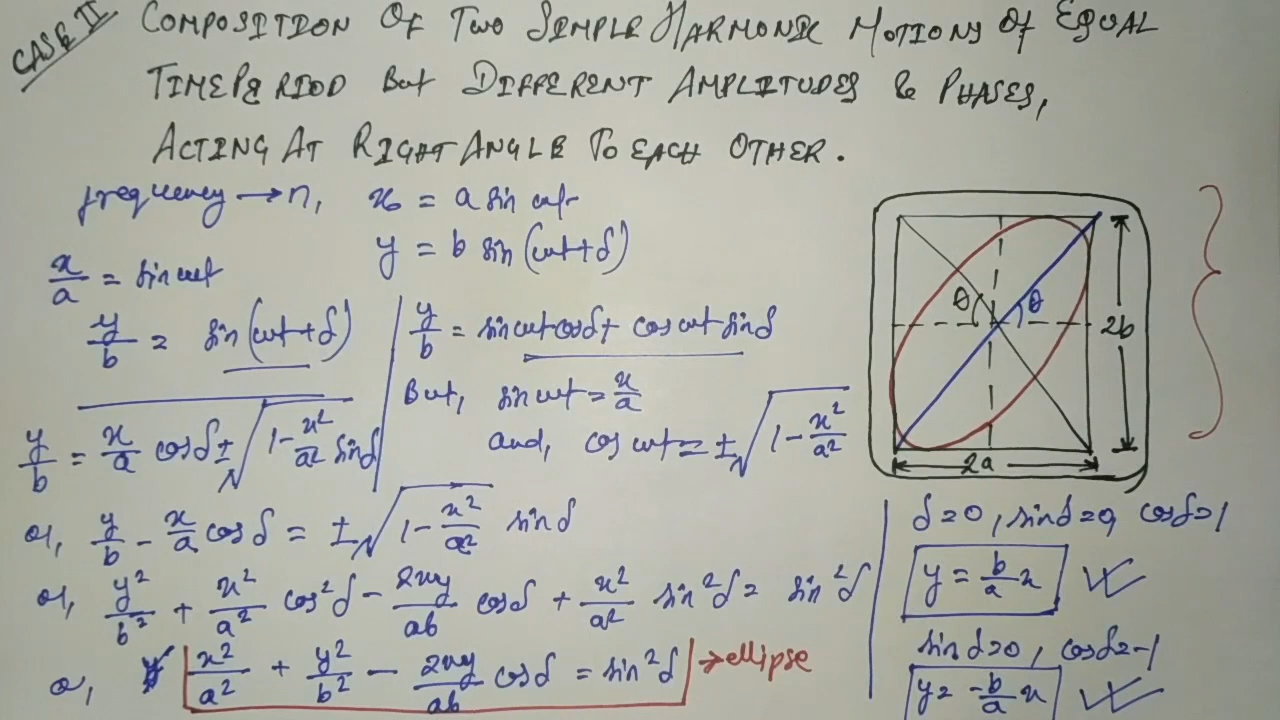 CASE II
COMPOSITION OF TWO SIMPLE HARMONIC MOTIONS OF EQUAL
TIME PERIOD BUT DIFFERENT AMPLITUDES & PHASES,
ACTING AT RIGHT ANGLE TO EACH OTHER.
frequency → n, x = a sin ωt
y = b sin (ωt+δ)
x/a = sin ωt
y/b = sin (ωt+δ)
y/b = sin ωt cos δ + cos ωt sin δ
But, sin ωt = x/a
and, cos ωt = ± √(1 - x²/a²)
y/b = x/a cos δ ± √(1 - x²/a² sin δ)
or, y/b - x/a cos δ = ± √(1 - x²/a²) sin δ
or, y²/b² + x²/a² cos²δ - 2xy/ab cos δ + x²/a² sin²δ = sin²δ
or, x²/a² + y²/b² - 2xy/ab cos δ = sin²δ → ellipse
θ θ
2b
2a
δ=0, sin δ=0, cos δ=1
y = b/a x
sin δ=0, cos δ=-1
y = -b/a x